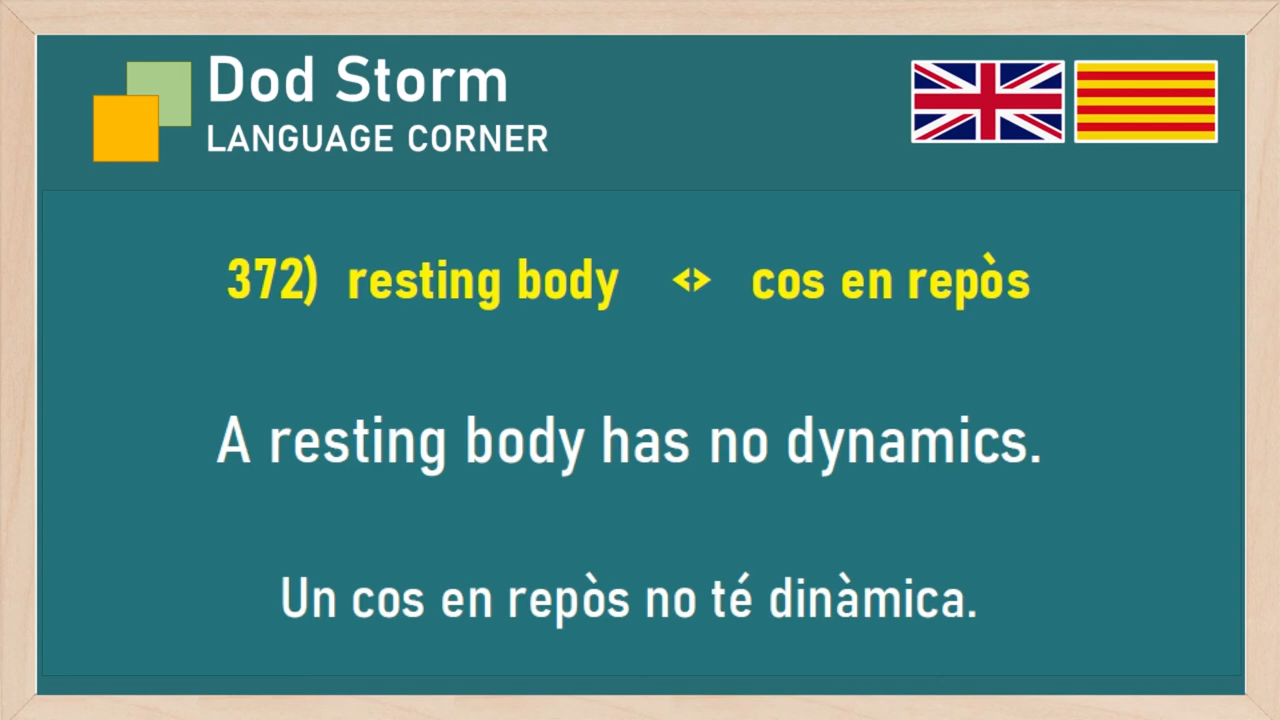 Dod Storm
LANGUAGE CORNER
372) resting body <> cos en repòs
A resting body has no dynamics.
Un cos en repòs no té dinàmica.